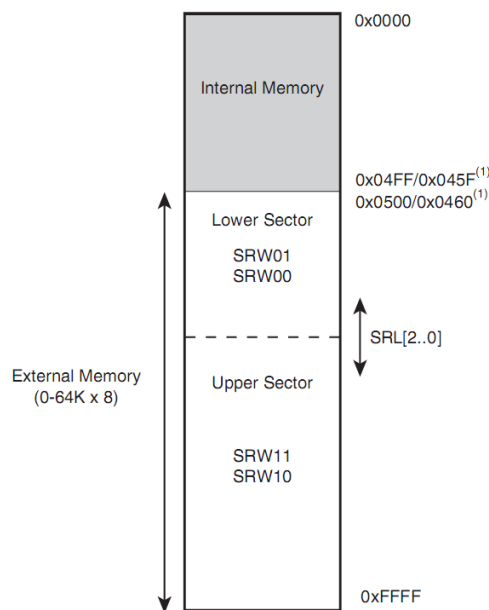 0x0000
Internal Memory
0x04FF/0x045F(1)
0x0500/0x0460(1)
Lower Sector
SRW01
SRW00
SRL[2..0]
External Memory
(0-64K x 8)
Upper Sector
SRW11
SRW10
0xFFFF